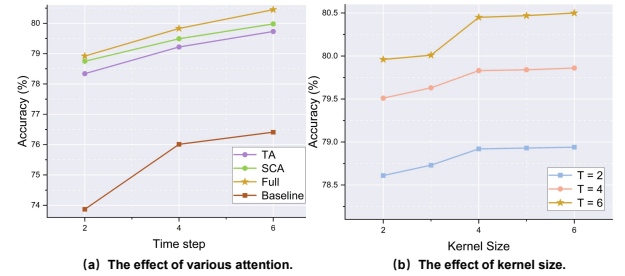 80
79
78
77
76
75
74
2
4
6
Accuracy (%)
Time step
TA
SCA
Full
Baseline
(a) The effect of various attention.
80.5
80.0
79.5
79.0
78.5
2
4
6
Accuracy (%)
Kernel Size
T = 2
T = 4
T = 6
(b) The effect of kernel size.